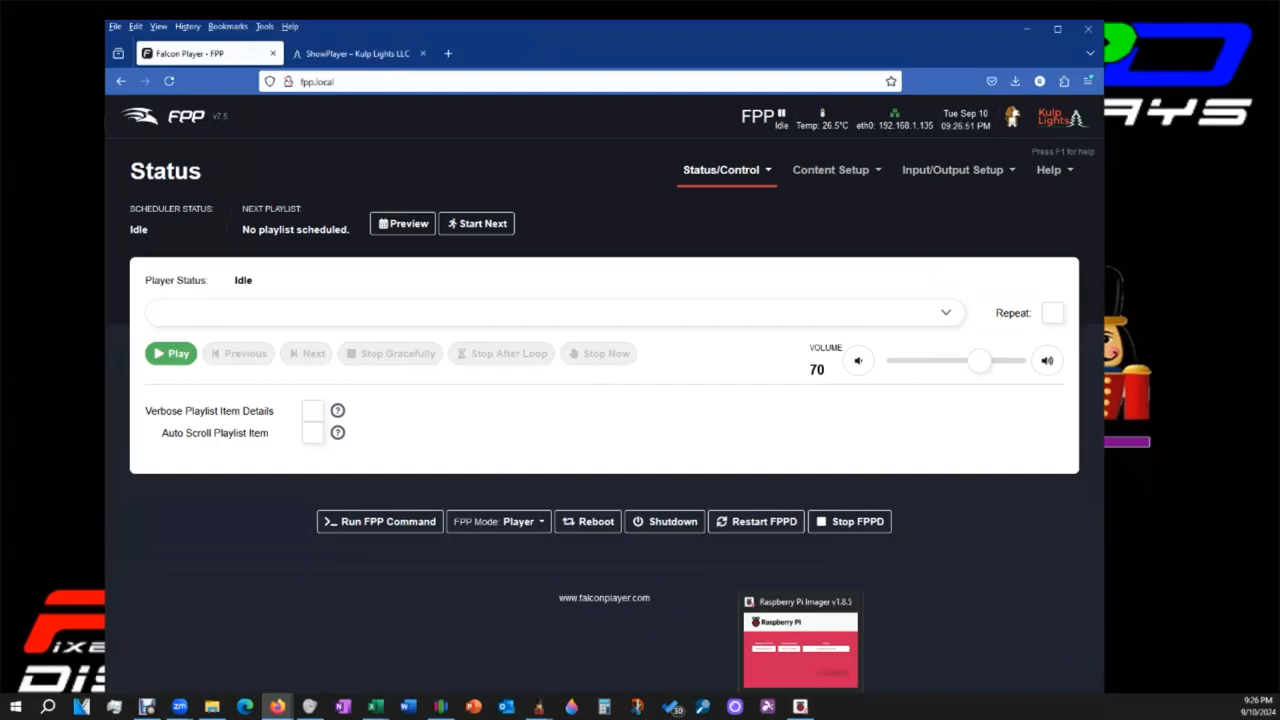 File Edit View History Bookmarks Tools Help
Falcon Player - FPP
ShowPlayer – Kulp Lights LLC
fpp.local
FPP v7.5
FPP Idle
Temp: 26.5°C
eth0: 192.168.1.135
Tue Sep 10
09:26:51 PM
Kulp
Lights
Press F1 for help
Status
Status/Control
Content Setup
Input/Output Setup
Help
SCHEDULER STATUS:
Idle
NEXT PLAYLIST:
No playlist scheduled.
Preview
Start Next
Player Status: Idle
Repeat:
Play
Previous
Next
Stop Gracefully
Stop After Loop
Stop Now
VOLUME
70
Verbose Playlist Item Details
Auto Scroll Playlist Item
Run FPP Command
FPP Mode: Player
Reboot
Shutdown
Restart FPPD
Stop FPPD
www.falconplayer.com
Raspberry Pi Imager v1.8.5
Raspberry Pi
30
9:26 PM
9/10/2024